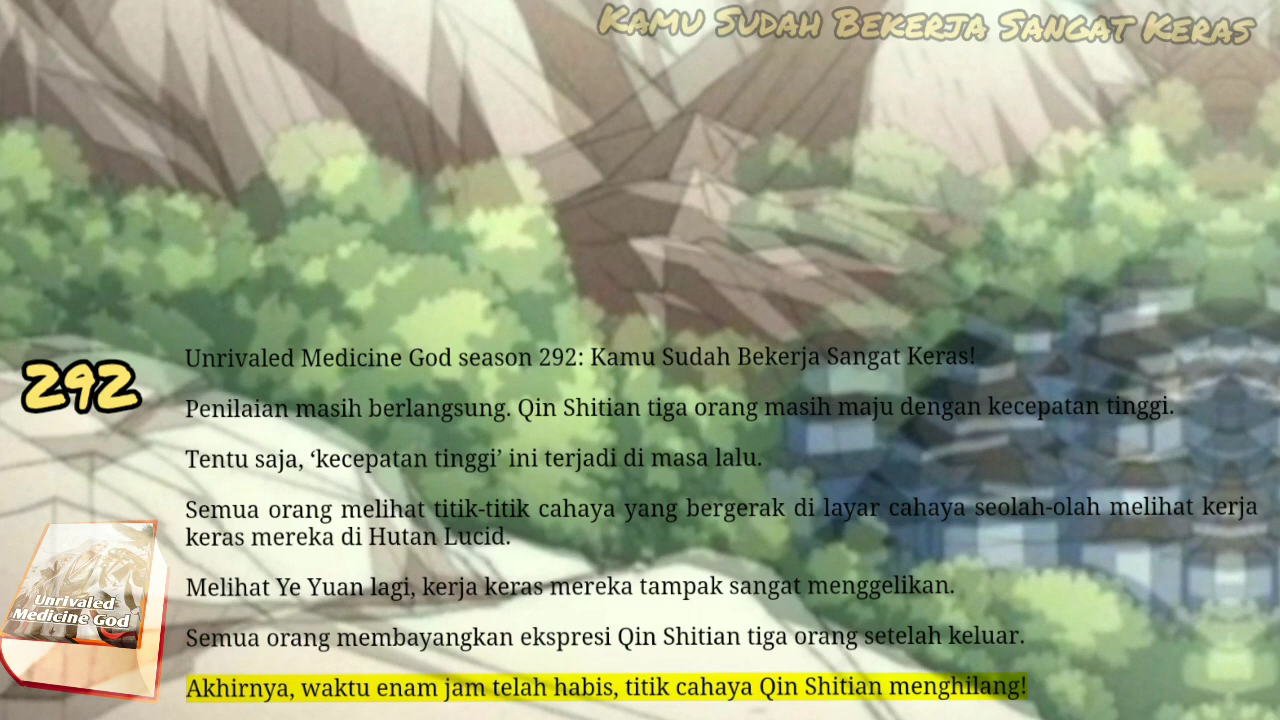 Kamu Sudah Bekerja Sangat Keras
292
Unrivaled Medicine God season 292: Kamu Sudah Bekerja Sangat Keras!
Penilaian masih berlangsung. Qin Shitian tiga orang masih maju dengan kecepatan tinggi.
Tentu saja, ‘kecepatan tinggi’ ini terjadi di masa lalu.
Semua orang melihat titik-titik cahaya yang bergerak di layar cahaya seolah-olah melihat kerja
keras mereka di Hutan Lucid.
Melihat Ye Yuan lagi, kerja keras mereka tampak sangat menggelikan.
Semua orang membayangkan ekspresi Qin Shitian tiga orang setelah keluar.
Akhirnya, waktu enam jam telah habis, titik cahaya Qin Shitian menghilang!
Unrivaled
Medicine God